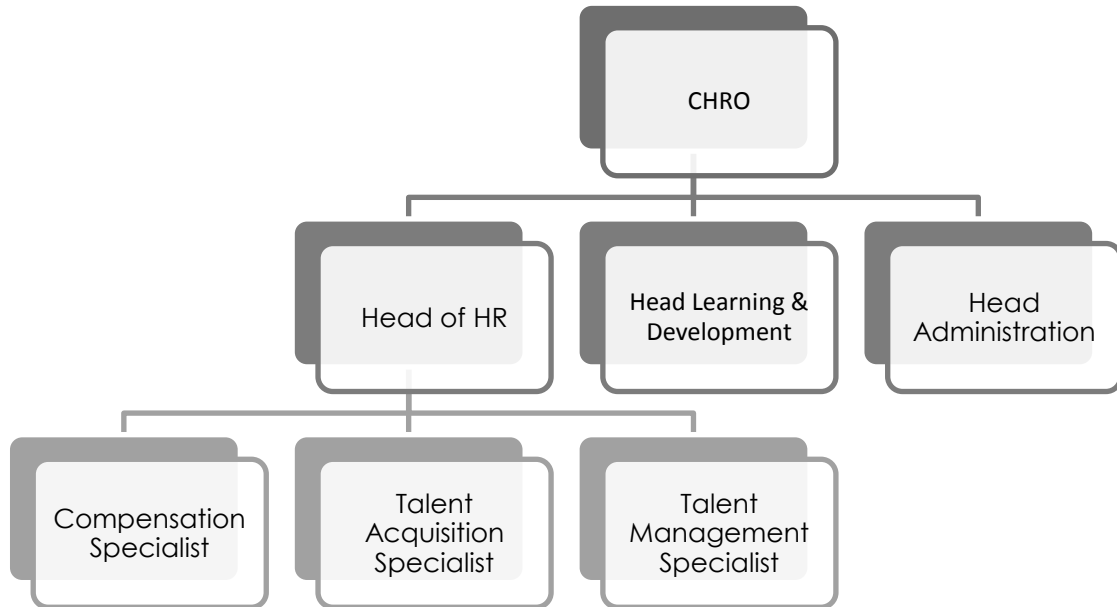 CHRO
Head of HR
Head Learning &
Development
Head
Administration
Compensation
Specialist
Talent
Acquisition
Specialist
Talent
Management
Specialist